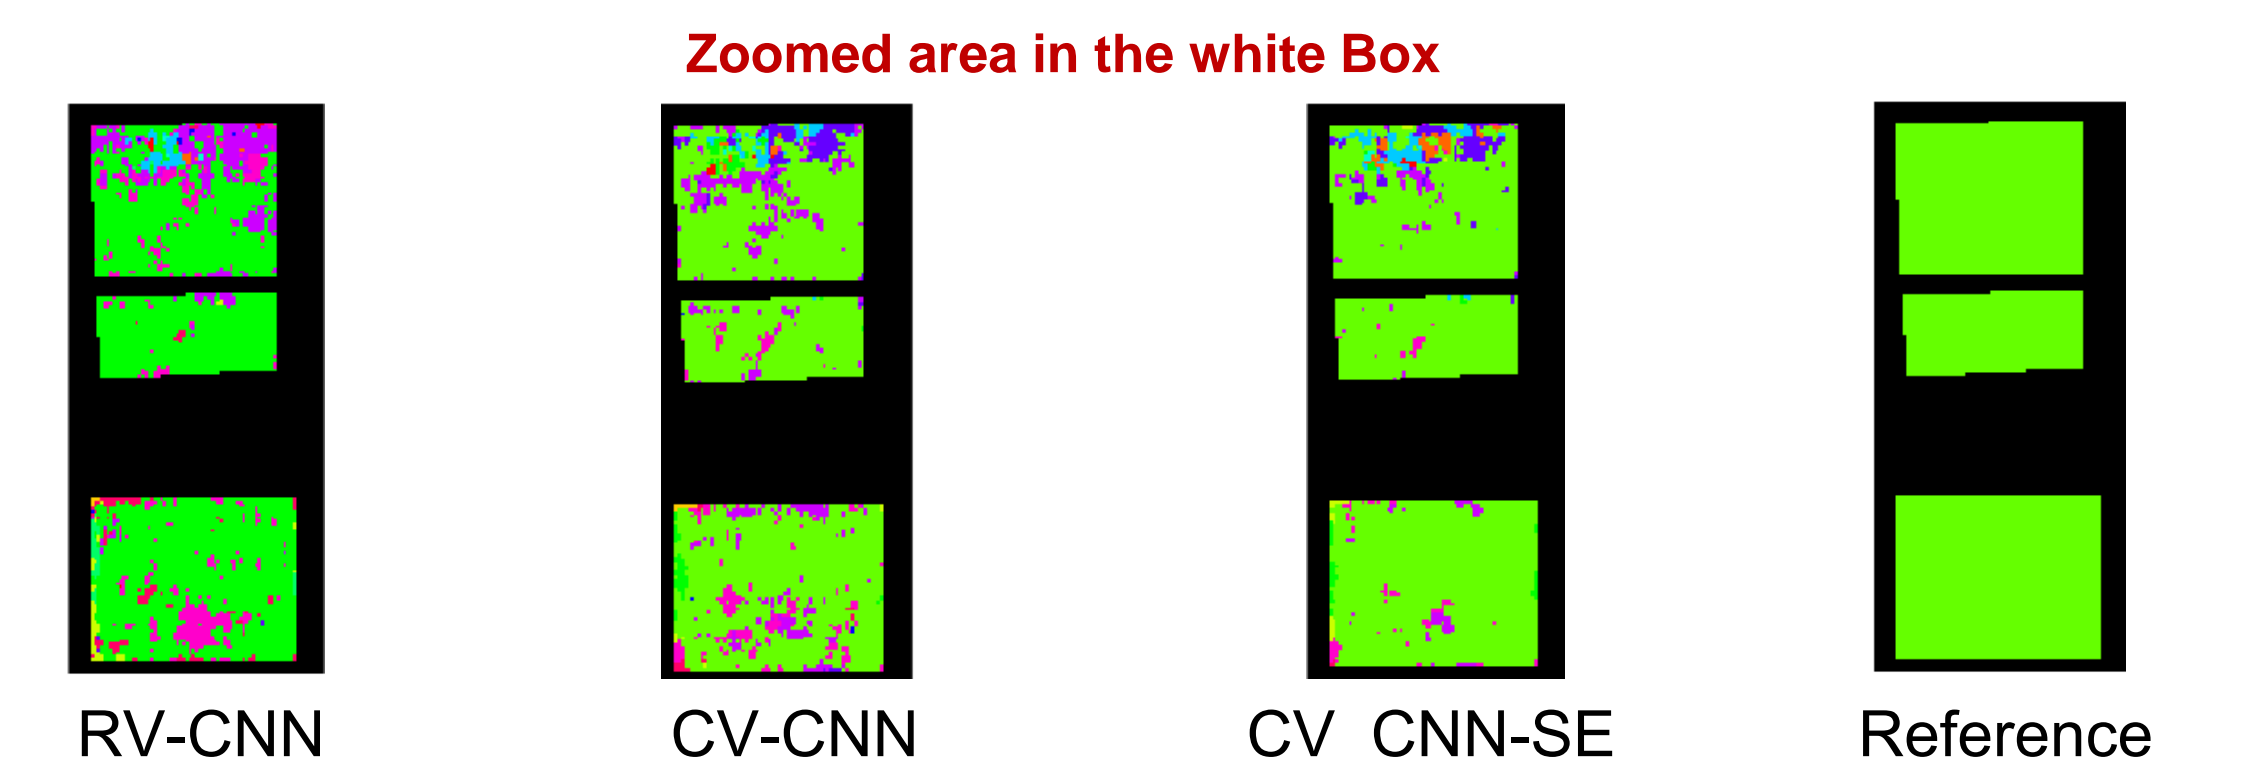 Zoomed area in the white Box
RV-CNN
CV-CNN
CV CNN-SE
Reference